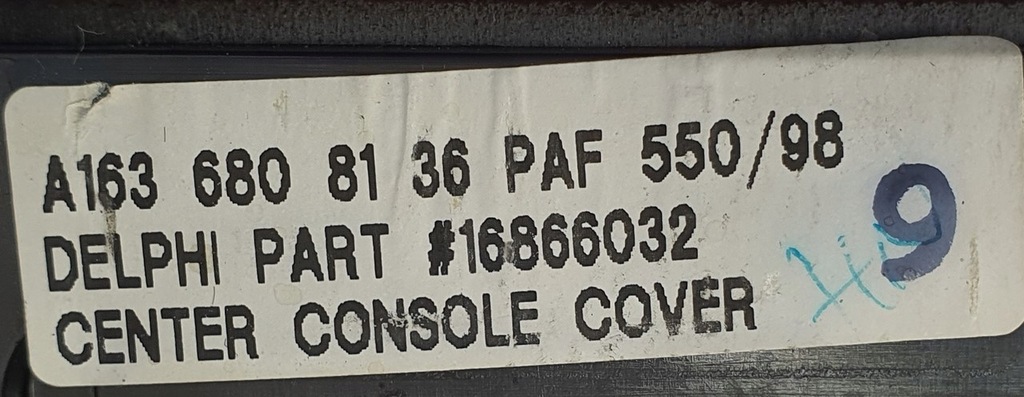 A163 680 81 36 PAF 550/98
DELPHI PART #16866032
CENTER CONSOLE COVER
9